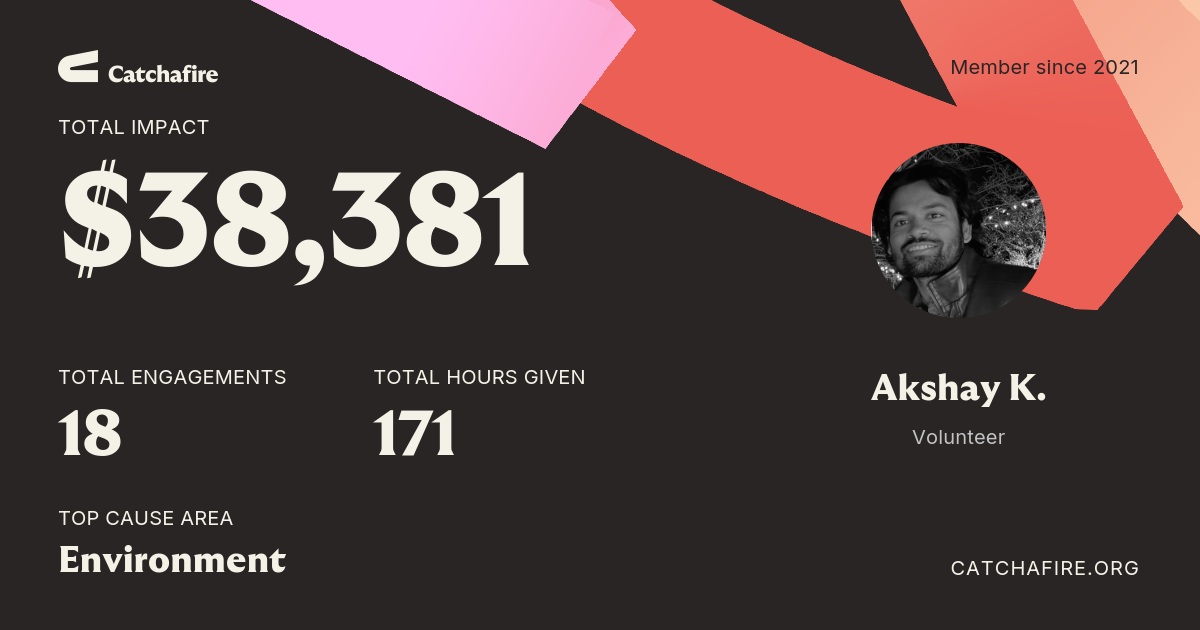 Catchafire
Member since 2021
TOTAL IMPACT
$38,381
TOTAL ENGAGEMENTS
18
TOTAL HOURS GIVEN
171
Akshay K.
Volunteer
TOP CAUSE AREA
Environment
CATCHAFIRE.ORG